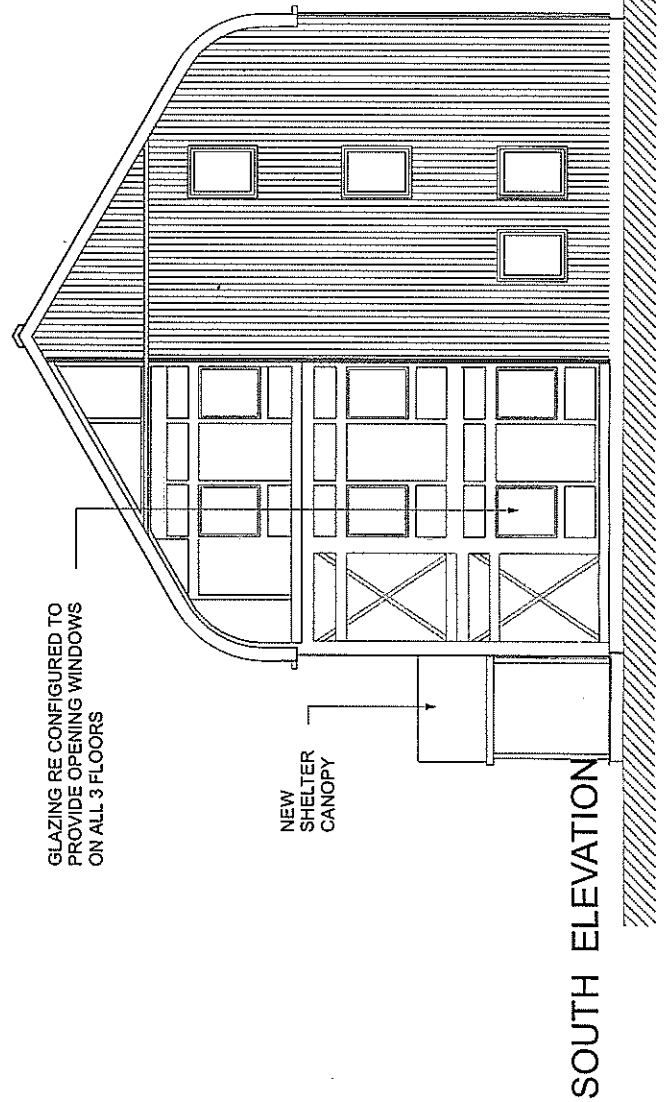 GLAZING RE CONFIGURED TO
PROVIDE OPENING WINDOWS
ON ALL 3 FLOORS
NEW
SHELTER
CANOPY
SOUTH ELEVATION